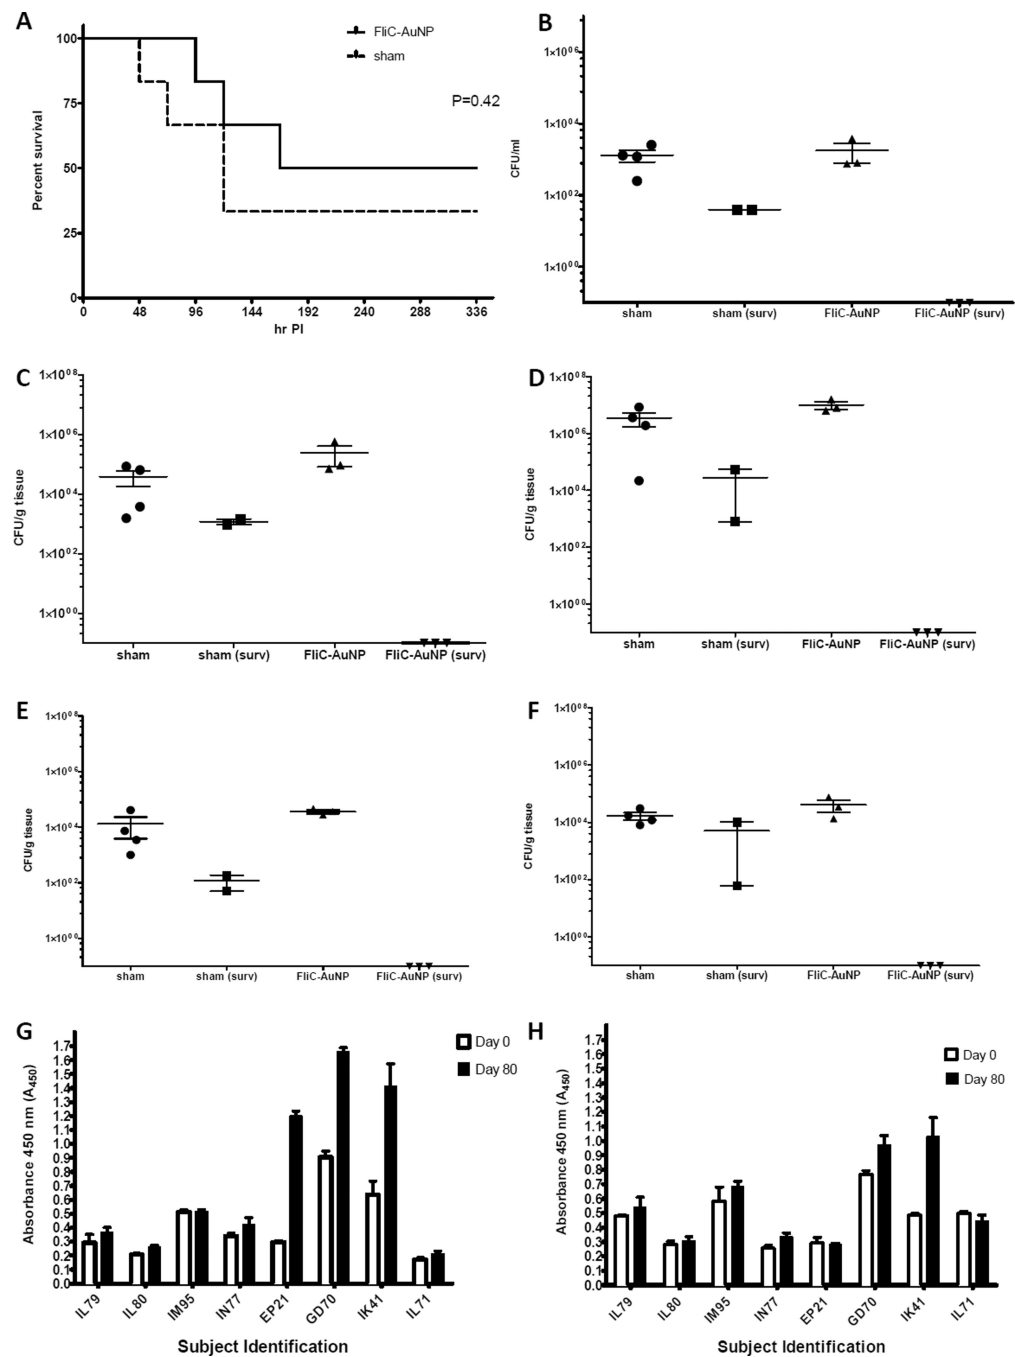 A
FliC-AuNP
sham
P=0.42
100
75
50
25
0
Percent survival
0 48 96 144 192 240 288 336
hr PI
B
1×10^06
1×10^04
1×10^02
1×10^00
CFU/ml
sham sham (surv) FliC-AuNP FliC-AuNP (surv)
C
1×10^08
1×10^06
1×10^04
1×10^02
1×10^00
CFU/g tissue
sham sham (surv) FliC-AuNP FliC-AuNP (surv)
D
1×10^08
1×10^06
1×10^04
1×10^02
1×10^00
CFU/g tissue
sham sham (surv) FliC-AuNP FliC-AuNP (surv)
E
1×10^08
1×10^06
1×10^04
1×10^02
1×10^00
CFU/g tissue
sham sham (surv) FliC-AuNP FliC-AuNP (surv)
F
1×10^08
1×10^06
1×10^04
1×10^02
1×10^00
CFU/g tissue
sham sham (surv) FliC-AuNP FliC-AuNP (surv)
G
Day 0
Day 80
1.7
1.6
1.5
1.4
1.3
1.2
1.1
1.0
0.9
0.8
0.7
0.6
0.5
0.4
0.3
0.2
0.1
0.0
Absorbance 450 nm (A450)
IL79 IL80 IM95 IN77 EP21 GD70 IK41 IL71
Subject Identification
H
Day 0
Day 80
1.7
1.6
1.5
1.4
1.3
1.2
1.1
1.0
0.9
0.8
0.7
0.6
0.5
0.4
0.3
0.2
0.1
0.0
Absorbance 450 nm (A450)
IL79 IL80 IM95 IN77 EP21 GD70 IK41 IL71
Subject Identification